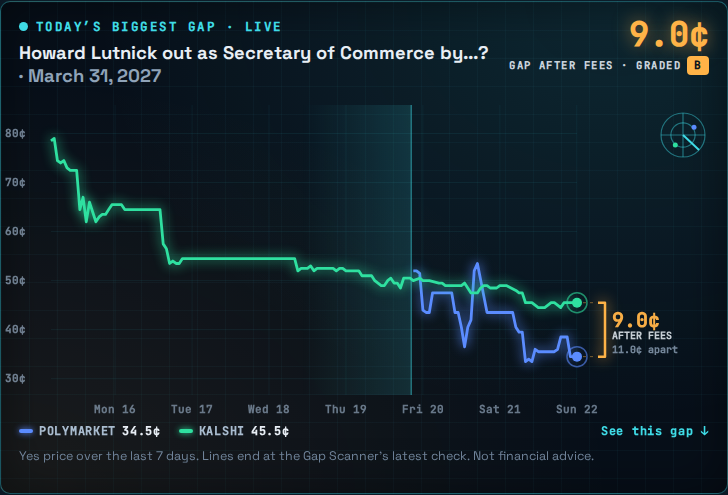 TODAY'S BIGGEST GAP · LIVE
9.0¢
Howard Lutnick out as Secretary of Commerce by...?
· March 31, 2027
GAP AFTER FEES · GRADED B
80¢
70¢
60¢
50¢
40¢
30¢
9.0¢
AFTER FEES
11.0¢ apart
Mon 16 Tue 17 Wed 18 Thu 19 Fri 20 Sat 21 Sun 22
POLYMARKET 34.5¢ KALSHI 45.5¢
See this gap ↓
Yes price over the last 7 days. Lines end at the Gap Scanner's latest check. Not financial advice.